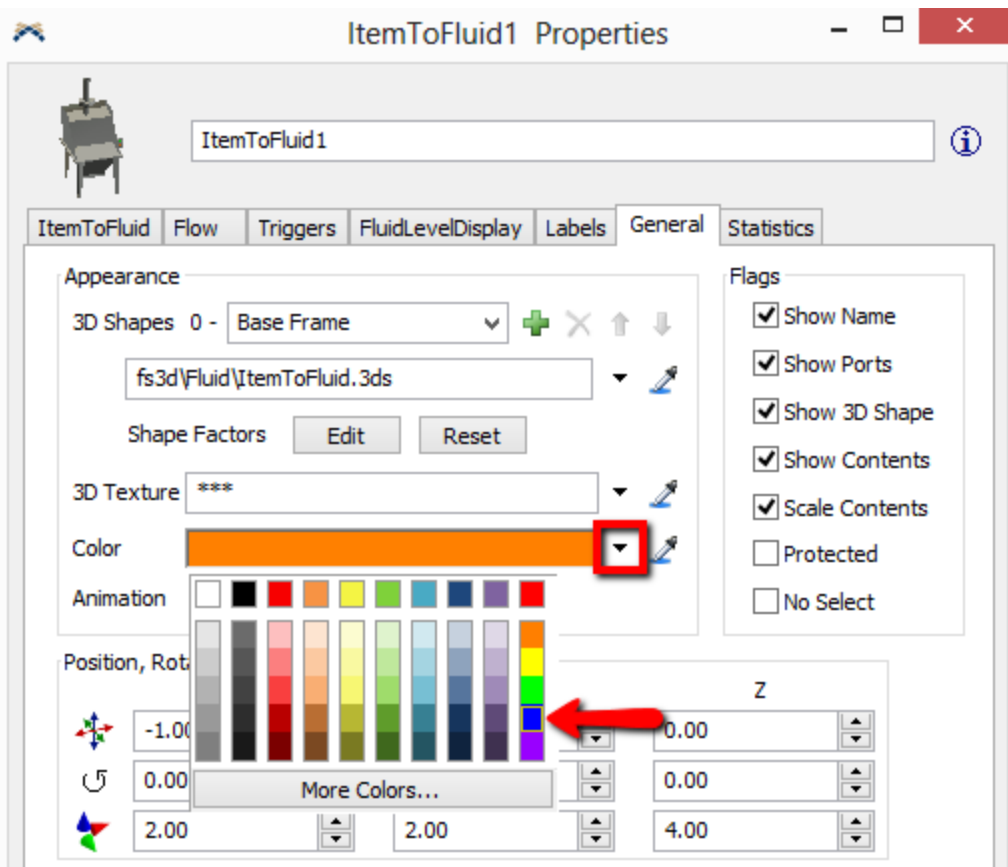 ItemToFluid1 Properties
ItemToFluid1
ItemToFluid Flow Triggers FluidLevelDisplay Labels General Statistics
Appearance
3D Shapes 0 - Base Frame
fs3d\Fluid\ItemToFluid.3ds
Shape Factors Edit Reset
3D Texture ***
Color
Animation
Flags
Show Name
Show Ports
Show 3D Shape
Show Contents
Scale Contents
Protected
No Select
More Colors...
Position, Rota
Z
-1.00 0.00
0.00 0.00
2.00 2.00 4.00